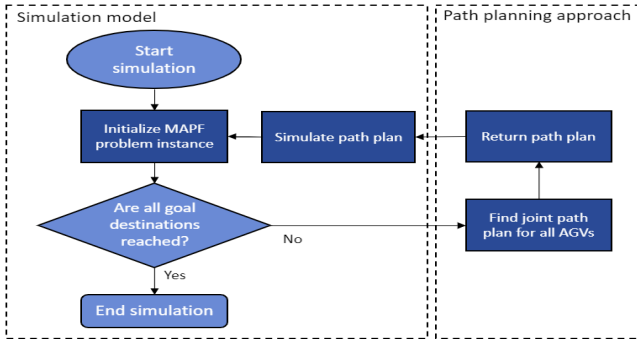 Simulation model
Path planning approach
Start
simulation
Initialize MAPF
problem instance
Simulate path plan
Return path plan
Are all goal
destinations
reached?
No
Find joint path
plan for all AGVs
Yes
End simulation